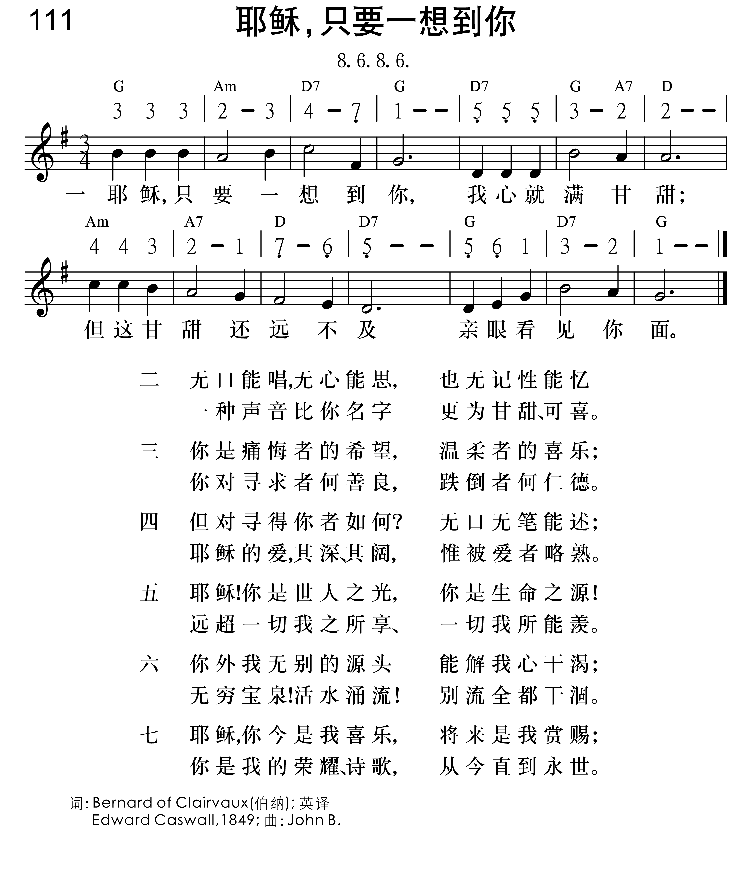 111
耶稣,只要一想到你
8. 6. 8. 6.
G Am D7 G D7 G A7 D
3 3 3 | 2 – 3 | 4 – 7 | 1 – – | 5 5 5 | 3 – 2 | 2 – – |
3/4
一 耶稣,只要一想到你, 我心就满甘甜;
Am A7 D D7 G D7 G
4 4 3 | 2 – 1 | 7 – 6 | 5 – – | 5 6 1 | 3 – 2 | 1 – – ‖
但这甘甜还远不及 亲眼看见你面。
二 无口能唱,无心能思, 也无记性能忆
一种声音比你名字 更为甘甜、可喜。
三 你是痛悔者的希望, 温柔者的喜乐;
你对寻求者何善良, 跌倒者何仁德。
四 但对寻得你者如何? 无口无笔能述;
耶稣的爱,其深、其阔, 惟被爱者略熟。
五 耶稣!你是世人之光, 你是生命之源!
远超一切我之所享、 一切我所能羡。
六 你外我无别的源头 能解我心干渴;
无穷宝泉!活水涌流! 别流全都干涸。
七 耶稣,你今是我喜乐, 将来是我赏赐;
你是我的荣耀、诗歌, 从今直到永世。
词: Bernard of Clairvaux(伯纳); 英译
Edward Caswall,1849; 曲: John B.